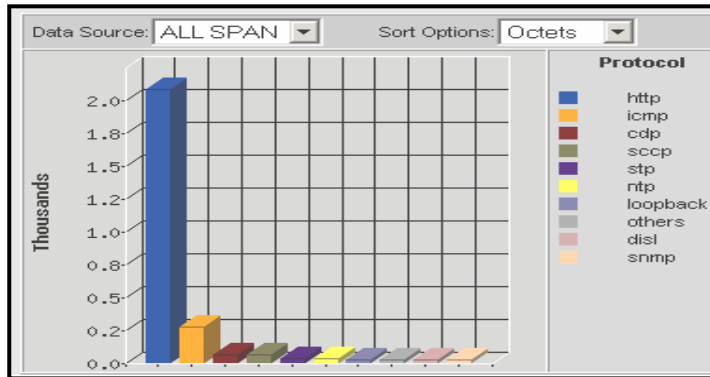 Data Source: ALL SPAN Sort Options: Octets
Protocol
http
icmp
cdp
sccp
stp
ntp
loopback
others
disl
snmp
Thousands
2.0
1.8
1.5
1.2
1.0
0.8
0.5
0.2
0.0